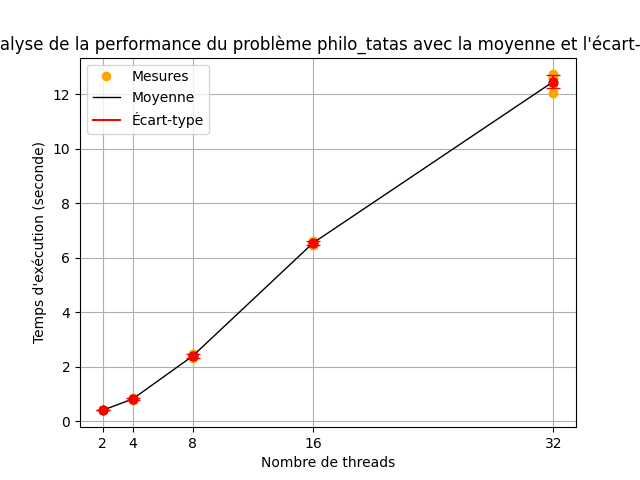 alyse de la performance du problème philo_tatas avec la moyenne et l'écart-
Mesures
Moyenne
Écart-type
Temps d'exécution (seconde)
12
10
8
6
4
2
0
2 4 8 16 32
Nombre de threads